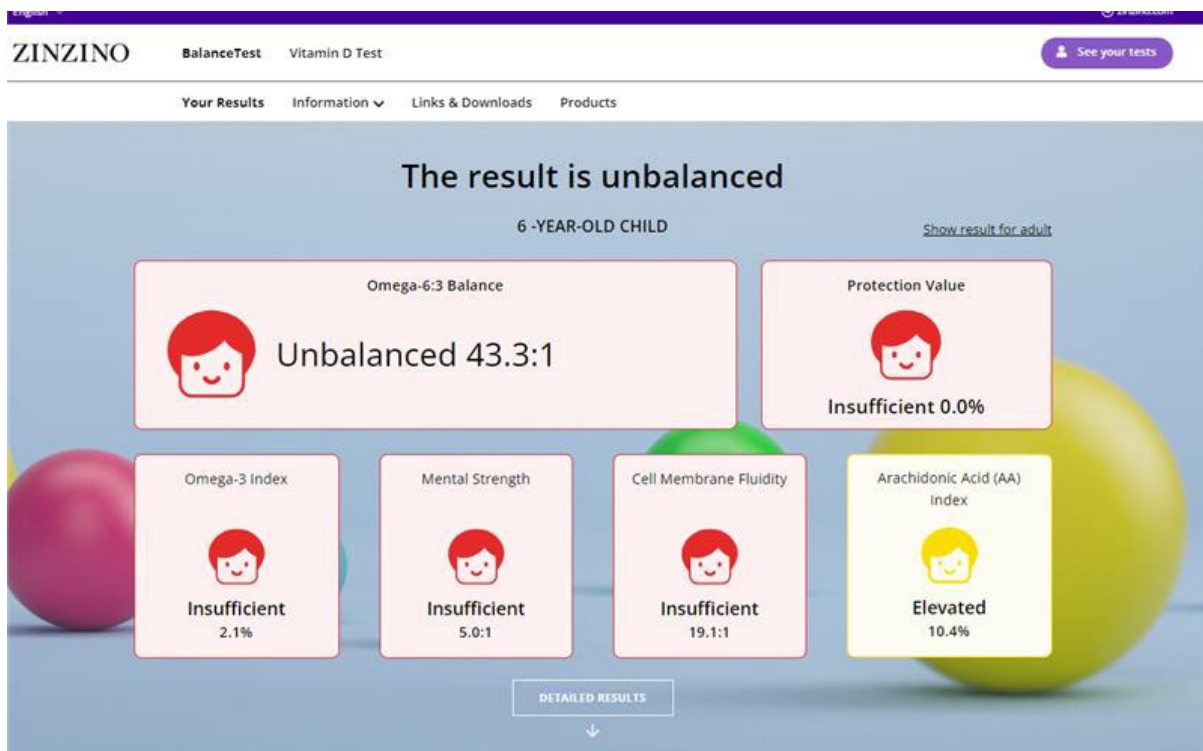 English
zinzino.com
ZINZINO
BalanceTest
Vitamin D Test
See your tests
Your Results
Information
Links & Downloads
Products
The result is unbalanced
6 -YEAR-OLD CHILD
Show result for adult
Omega-6:3 Balance
Unbalanced 43.3:1
Protection Value
Insufficient 0.0%
Omega-3 Index
Insufficient
2.1%
Mental Strength
Insufficient
5.0:1
Cell Membrane Fluidity
Insufficient
19.1:1
Arachidonic Acid (AA)
Index
Elevated
10.4%
DETAILED RESULTS